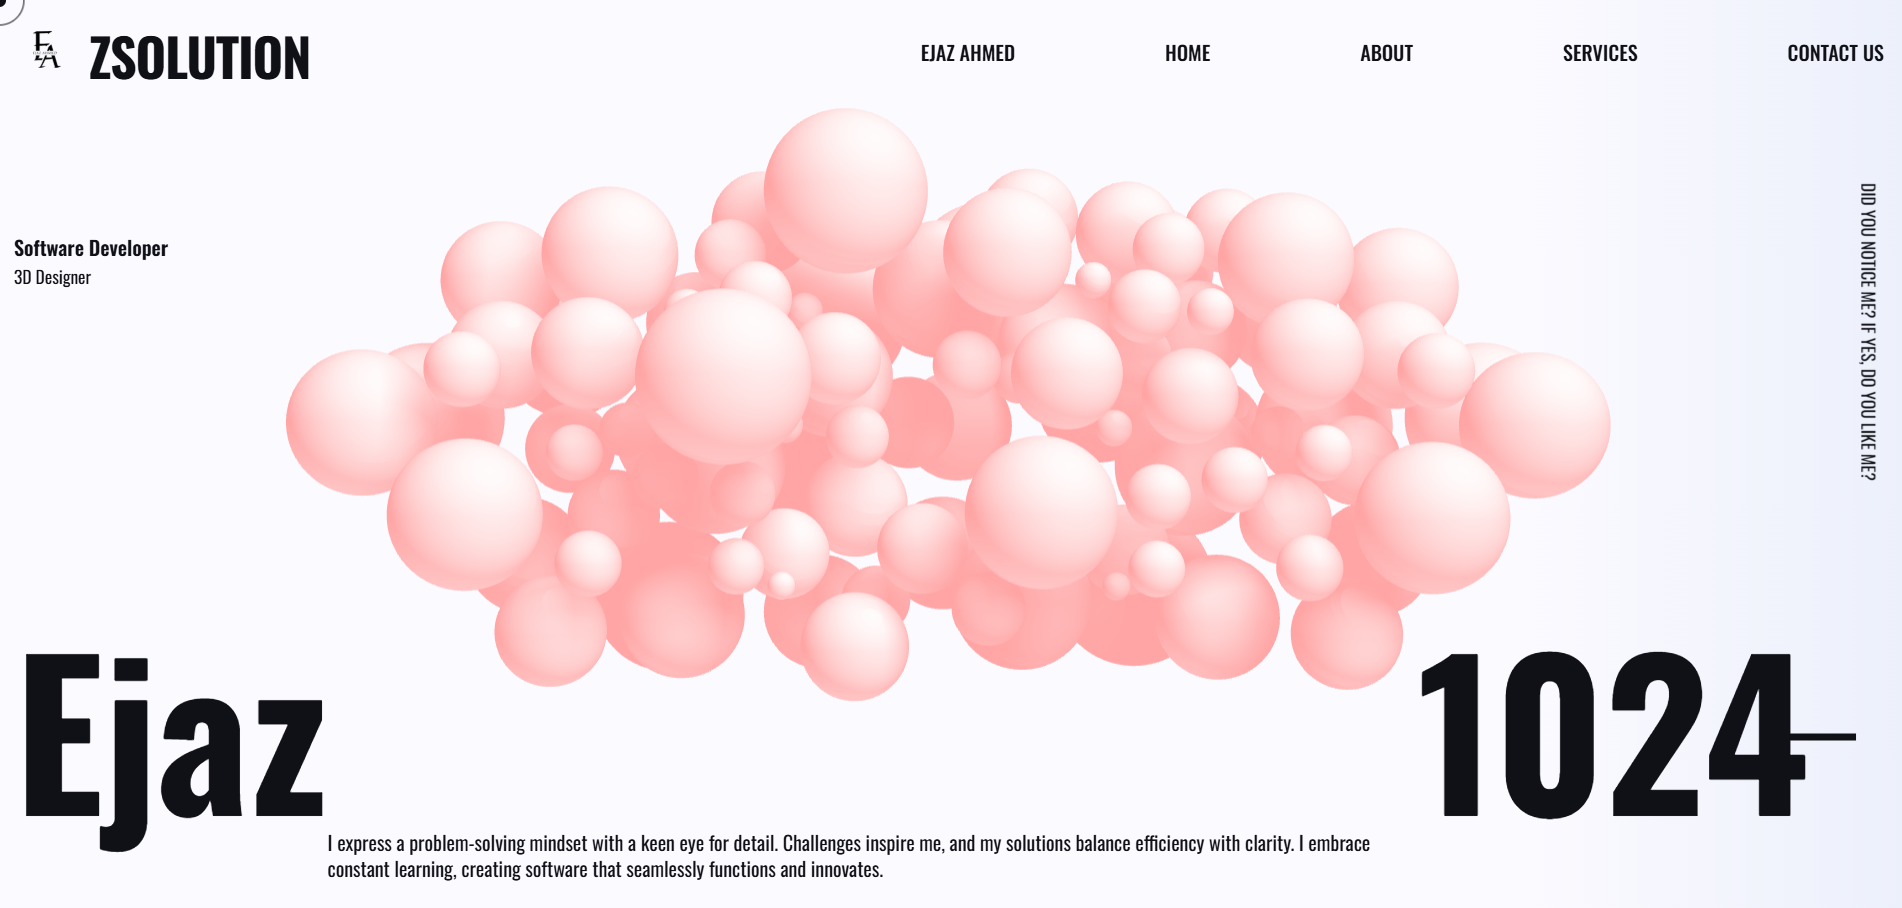 EA
ZSOLUTION
EJAZ AHMED
HOME
ABOUT
SERVICES
CONTACT US
Software Developer
3D Designer
DID YOU NOTICE ME? IF YES, DO YOU LIKE ME?
Ejaz
1024
I express a problem-solving mindset with a keen eye for detail. Challenges inspire me, and my solutions balance efficiency with clarity. I embrace
constant learning, creating software that seamlessly functions and innovates.